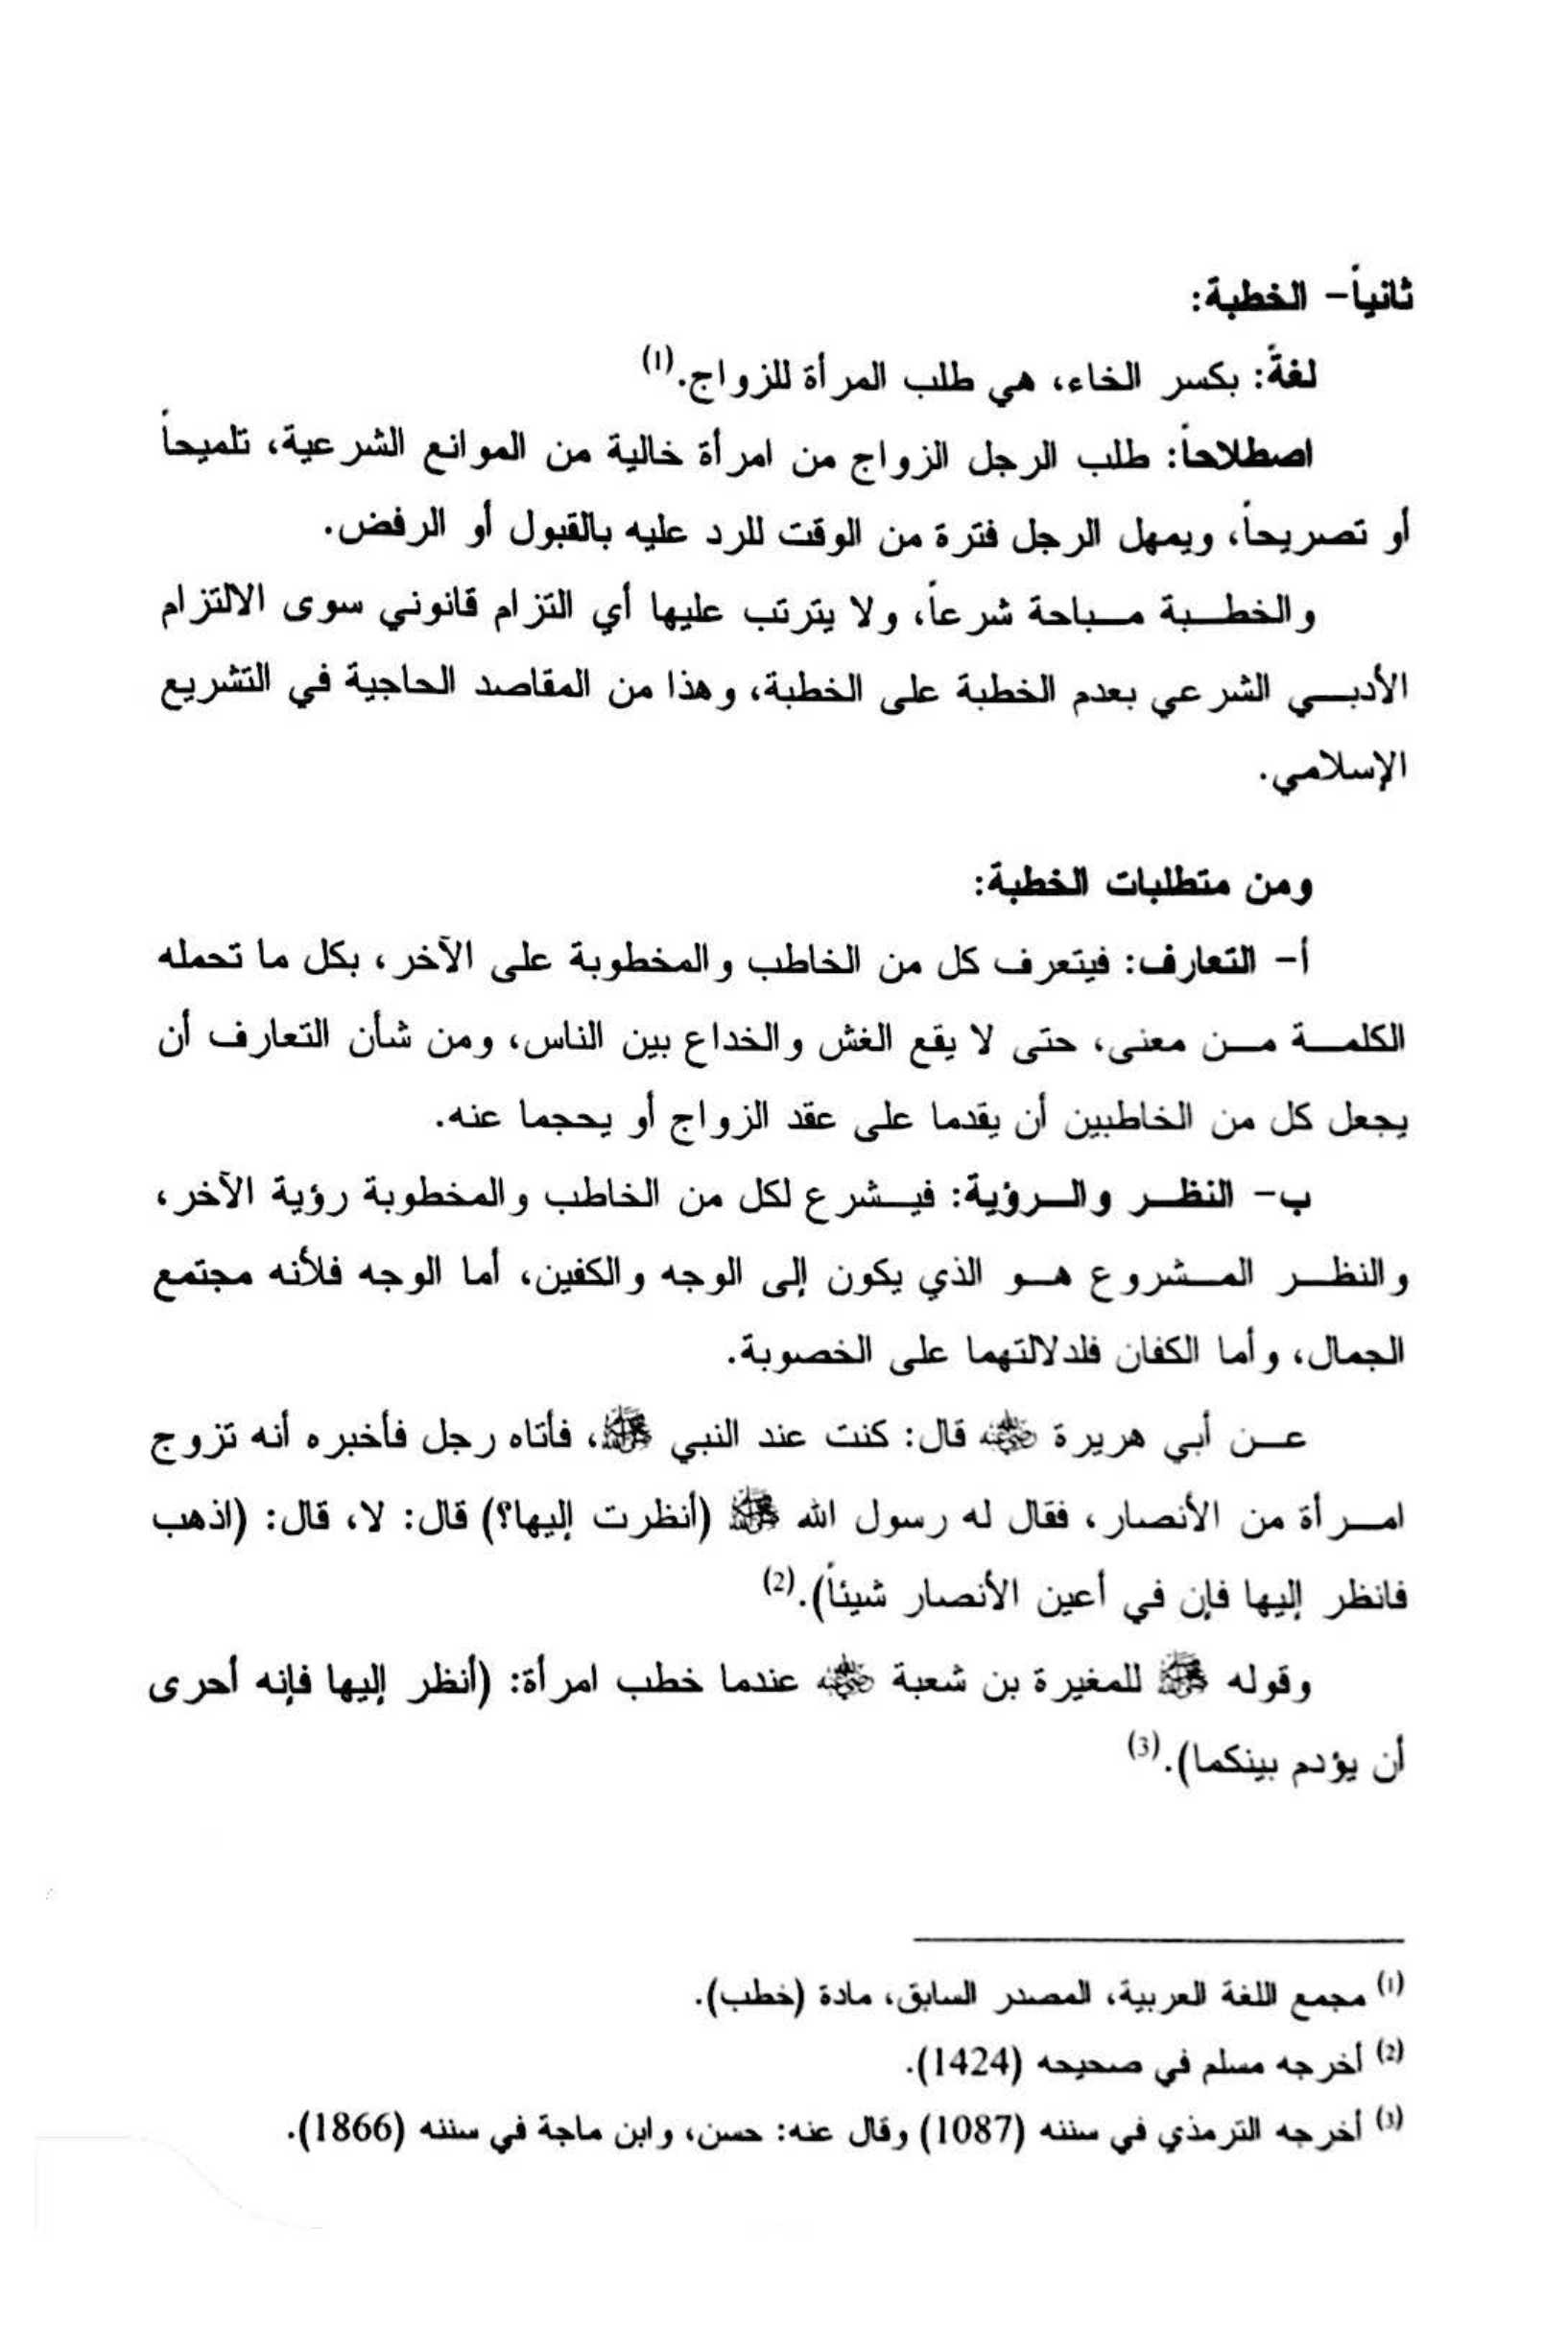 ثانياً- الخطبة:
لغةً: بكسر الخاء، هي طلب المرأة للزواج.(1)
اصطلاحاً: طلب الرجل الزواج من امرأة خالية من الموانع الشرعية، تلميحاً
أو تصريحاً، ويمهل الرجل فترة من الوقت للرد عليه بالقبول أو الرفض.
والخطبة مباحة شرعاً، ولا يترتب عليها أي التزام قانوني سوى الالتزام
الأدبي الشرعي بعدم الخطبة على الخطبة، وهذا من المقاصد الحاجية في التشريع
الإسلامي.
ومن متطلبات الخطبة:
أ- التعارف: فيتعرف كل من الخاطب والمخطوبة على الآخر، بكل ما تحمله
الكلمة من معنى، حتى لا يقع الغش والخداع بين الناس، ومن شأن التعارف أن
يجعل كل من الخاطبين أن يقدما على عقد الزواج أو يحجما عنه.
ب- النظر والرؤية: فيشرع لكل من الخاطب والمخطوبة رؤية الآخر،
والنظر المشروع هو الذي يكون إلى الوجه والكفين، أما الوجه فلأنه مجتمع
الجمال، وأما الكفان فلدلالتهما على الخصوبة.
عن أبي هريرة رضي الله عنه قال: كنت عند النبي ﷺ، فأتاه رجل فأخبره أنه تزوج
امرأة من الأنصار، فقال له رسول الله ﷺ (أنظرت إليها؟) قال: لا، قال: (اذهب
فانظر إليها فإن في أعين الأنصار شيئاً).(2)
وقوله ﷺ للمغيرة بن شعبة رضي الله عنه عندما خطب امرأة: (أنظر إليها فإنه أحرى
أن يؤدم بينكما).(3)
(1) مجمع اللغة العربية، المصدر السابق، مادة (خطب).
(2) أخرجه مسلم في صحيحه (1424).
(3) أخرجه الترمذي في سننه (1087) وقال عنه: حسن، وابن ماجة في سننه (1866).